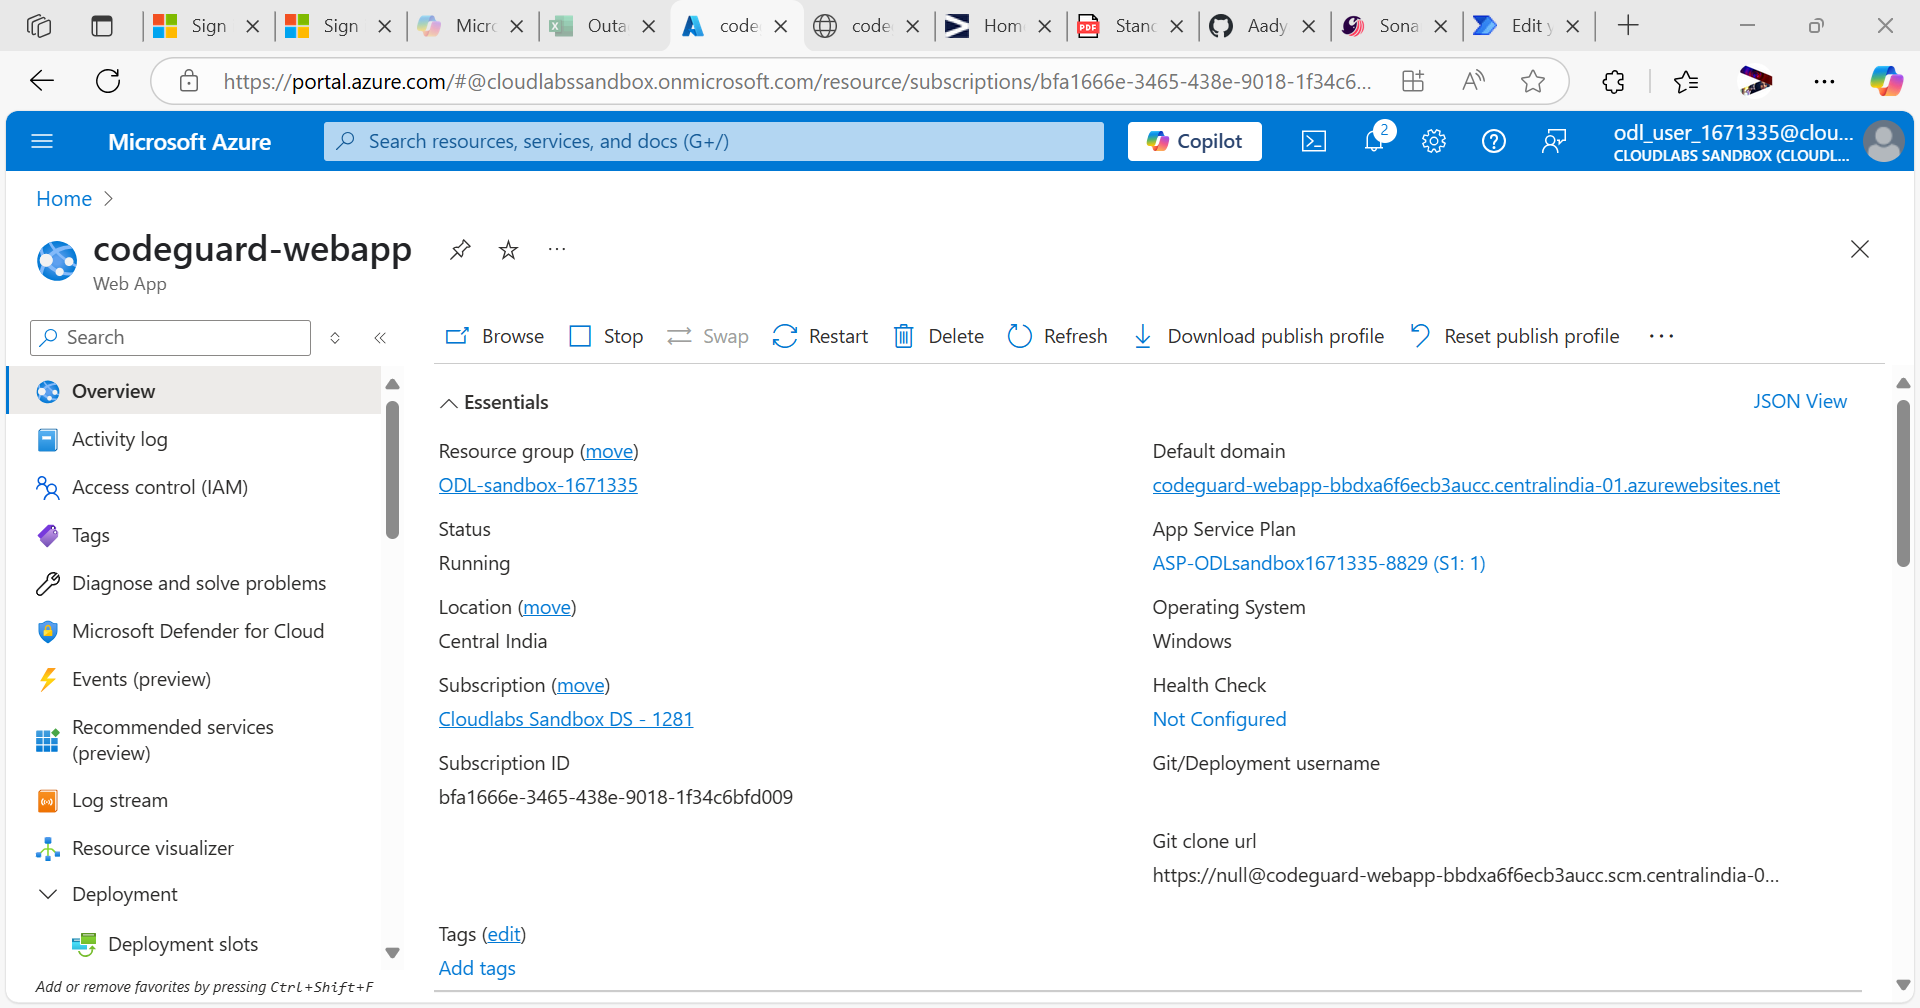 Sign
Sign
Micro
Outa
code
code
Hom
Stanc
Aady
Sona
Edit y
https://portal.azure.com/#@cloudlabssandbox.onmicrosoft.com/resource/subscriptions/bfa1666e-3465-438e-9018-1f34c6...
Microsoft Azure
Search resources, services, and docs (G+/)
Copilot
2
odl_user_1671335@clou...
CLOUDLABS SANDBOX (CLOUDL...
Home
codeguard-webapp
Web App
Search
Browse
Stop
Swap
Restart
Delete
Refresh
Download publish profile
Reset publish profile
Overview
Activity log
Access control (IAM)
Tags
Diagnose and solve problems
Microsoft Defender for Cloud
Events (preview)
Recommended services
(preview)
Log stream
Resource visualizer
Deployment
Deployment slots
Add or remove favorites by pressing Ctrl+Shift+F
Essentials
JSON View
Resource group (move)
ODL-sandbox-1671335
Status
Running
Location (move)
Central India
Subscription (move)
Cloudlabs Sandbox DS - 1281
Subscription ID
bfa1666e-3465-438e-9018-1f34c6bfd009
Default domain
codeguard-webapp-bbdxa6f6ecb3aucc.centralindia-01.azurewebsites.net
App Service Plan
ASP-ODLsandbox1671335-8829 (S1: 1)
Operating System
Windows
Health Check
Not Configured
Git/Deployment username
Git clone url
https://null@codeguard-webapp-bbdxa6f6ecb3aucc.scm.centralindia-0...
Tags (edit)
Add tags